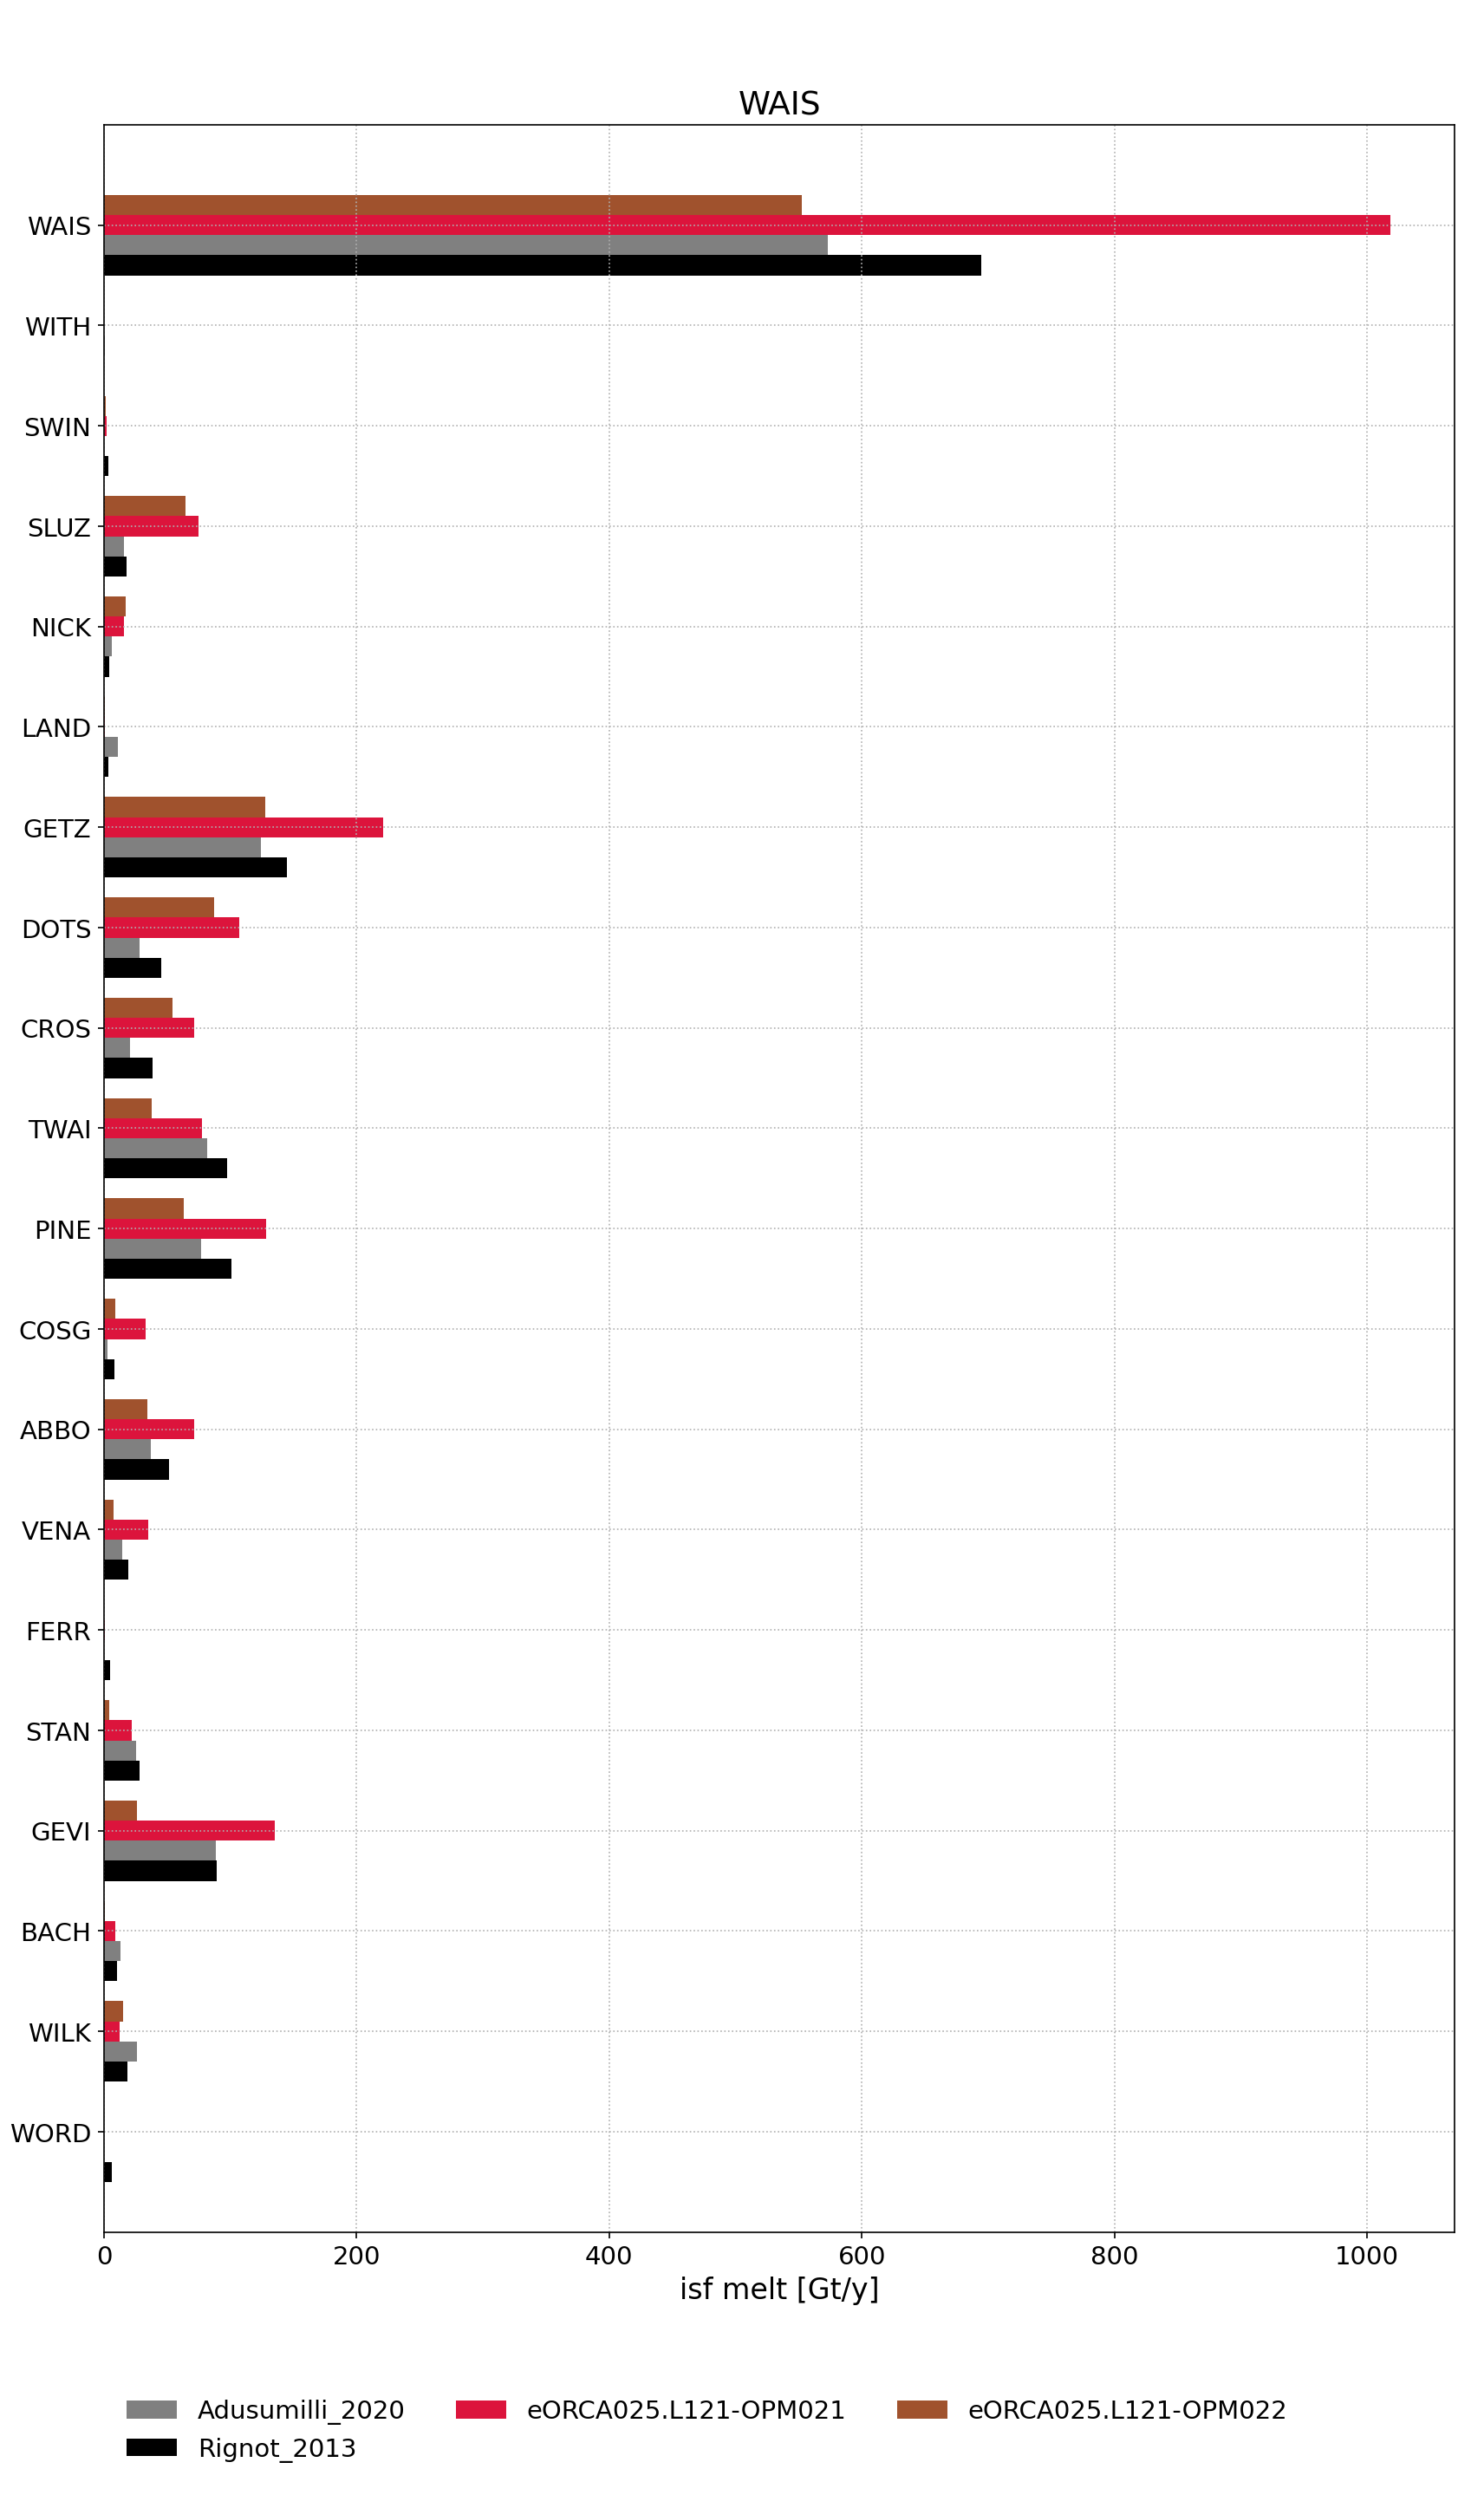 WAIS
WAIS
WITH
SWIN
SLUZ
NICK
LAND
GETZ
DOTS
CROS
TWAI
PINE
COSG
ABBO
VENA
FERR
STAN
GEVI
BACH
WILK
WORD
0 200 400 600 800 1000
isf melt [Gt/y]
Adusumilli_2020 eORCA025.L121-OPM021 eORCA025.L121-OPM022
Rignot_2013